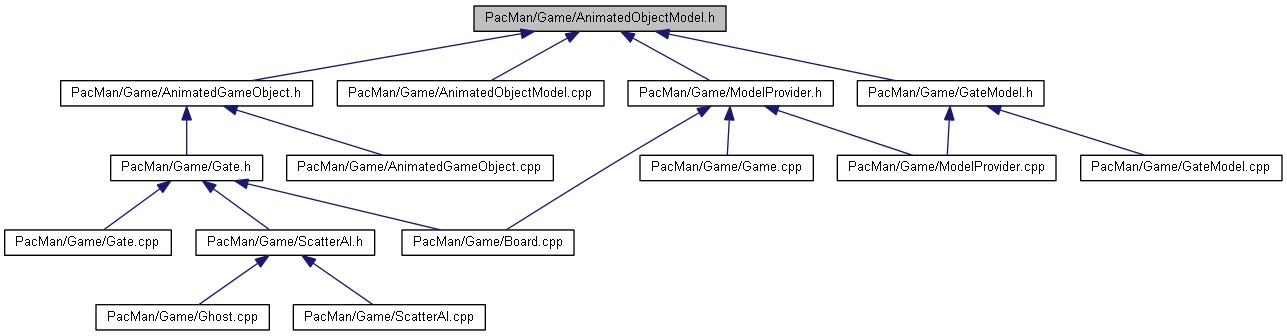 PacMan/Game/AnimatedObjectModel.h
PacMan/Game/AnimatedGameObject.h
PacMan/Game/AnimatedObjectModel.cpp
PacMan/Game/ModelProvider.h
PacMan/Game/GateModel.h
PacMan/Game/Gate.h
PacMan/Game/AnimatedGameObject.cpp
PacMan/Game/Game.cpp
PacMan/Game/ModelProvider.cpp
PacMan/Game/GateModel.cpp
PacMan/Game/Gate.cpp
PacMan/Game/ScatterAI.h
PacMan/Game/Board.cpp
PacMan/Game/Ghost.cpp
PacMan/Game/ScatterAI.cpp